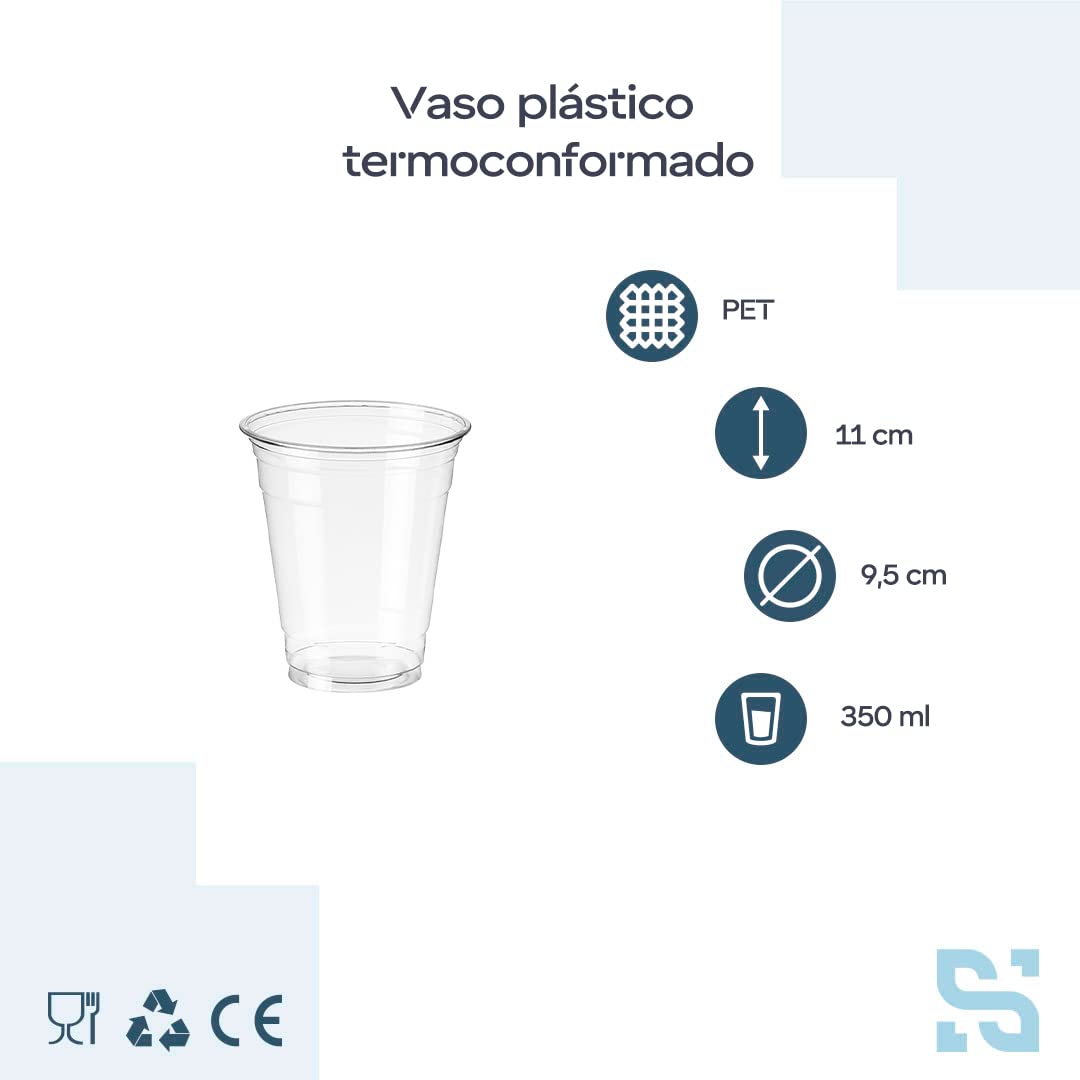 Vaso plástico
termoconformado
PET
11 cm
9,5 cm
350 ml
CE